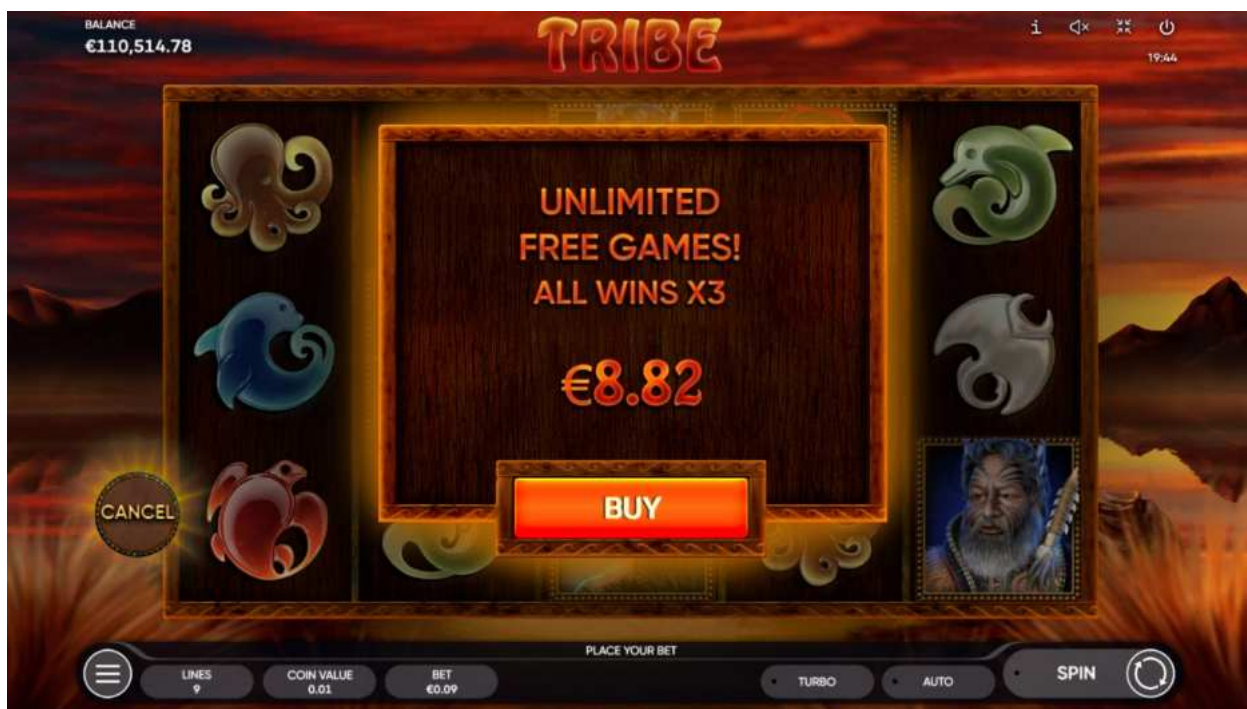 BALANCE
€110,514.78
TRIBE
i
19:44
UNLIMITED
FREE GAMES!
ALL WINS X3
€8.82
BUY
CANCEL
PLACE YOUR BET
LINES
9
COIN VALUE
0.01
BET
€0.09
TURBO
AUTO
SPIN